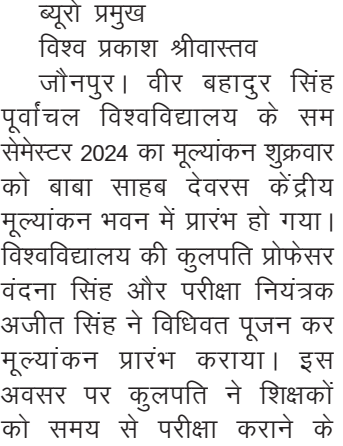 ब्यूरो प्रमुख
विश्व प्रकाश श्रीवास्तव
जौनपुर। वीर बहादुर सिंह
पूर्वांचल विश्वविद्यालय के सम
सेमेस्टर 2024 का मूल्यांकन शुक्रवार
को बाबा साहब देवरस केंद्रीय
मूल्यांकन भवन में प्रारंभ हो गया।
विश्वविद्यालय की कुलपति प्रोफेसर
वंदना सिंह और परीक्षा नियंत्रक
अजीत सिंह ने विधिवत पूजन कर
मूल्यांकन प्रारंभ कराया। इस
अवसर पर कुलपति ने शिक्षकों
को समय से परीक्षा कराने के